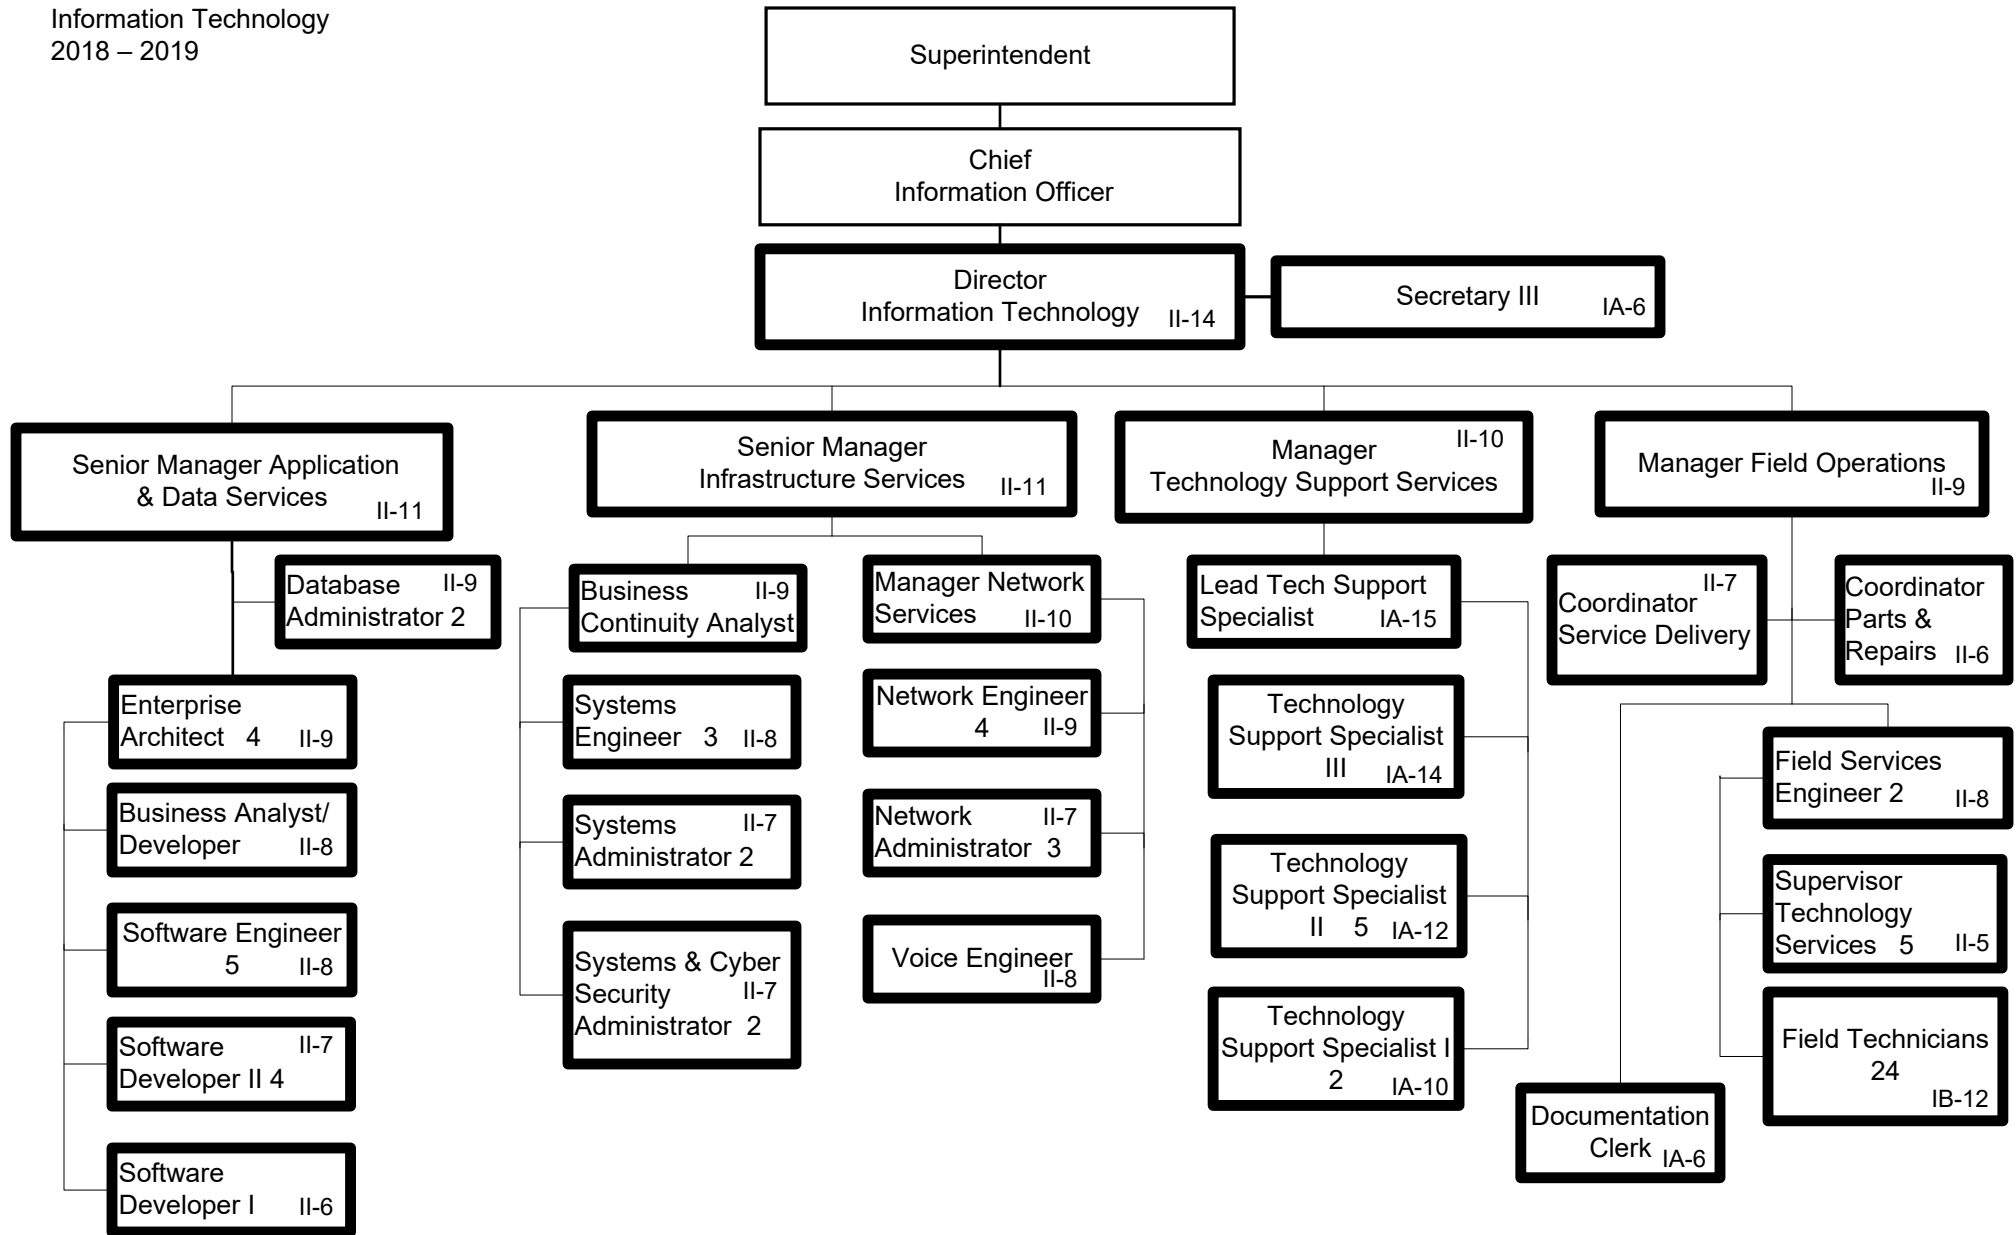 Information Technology
2018 – 2019
Superintendent
Chief
Information Officer
Director
Information Technology II-14
Secretary III IA-6
Senior Manager Application
& Data Services
II-11
Senior Manager
Infrastructure Services II-11
II-10
Manager
Technology Support Services
Manager Field Operations
II-9
Database II-9
Administrator 2
Enterprise
Architect 4 II-9
Business Analyst/
Developer II-8
Software Engineer
5 II-8
Software II-7
Developer II 4
Software
Developer I II-6
Business II-9
Continuity Analyst
Systems
Engineer 3 II-8
Systems II-7
Administrator 2
Systems & Cyber
Security II-7
Administrator 2
Manager Network
Services II-10
Network Engineer
4 II-9
Network II-7
Administrator 3
Voice Engineer
II-8
Lead Tech Support
Specialist IA-15
Technology
Support Specialist
III IA-14
Technology
Support Specialist
II 5 IA-12
Technology
Support Specialist I
2 IA-10
II-7
Coordinator
Service Delivery
Coordinator
Parts &
Repairs II-6
Field Services
Engineer 2 II-8
Supervisor
Technology
Services 5 II-5
Field Technicians
24
IB-12
Documentation
Clerk IA-6